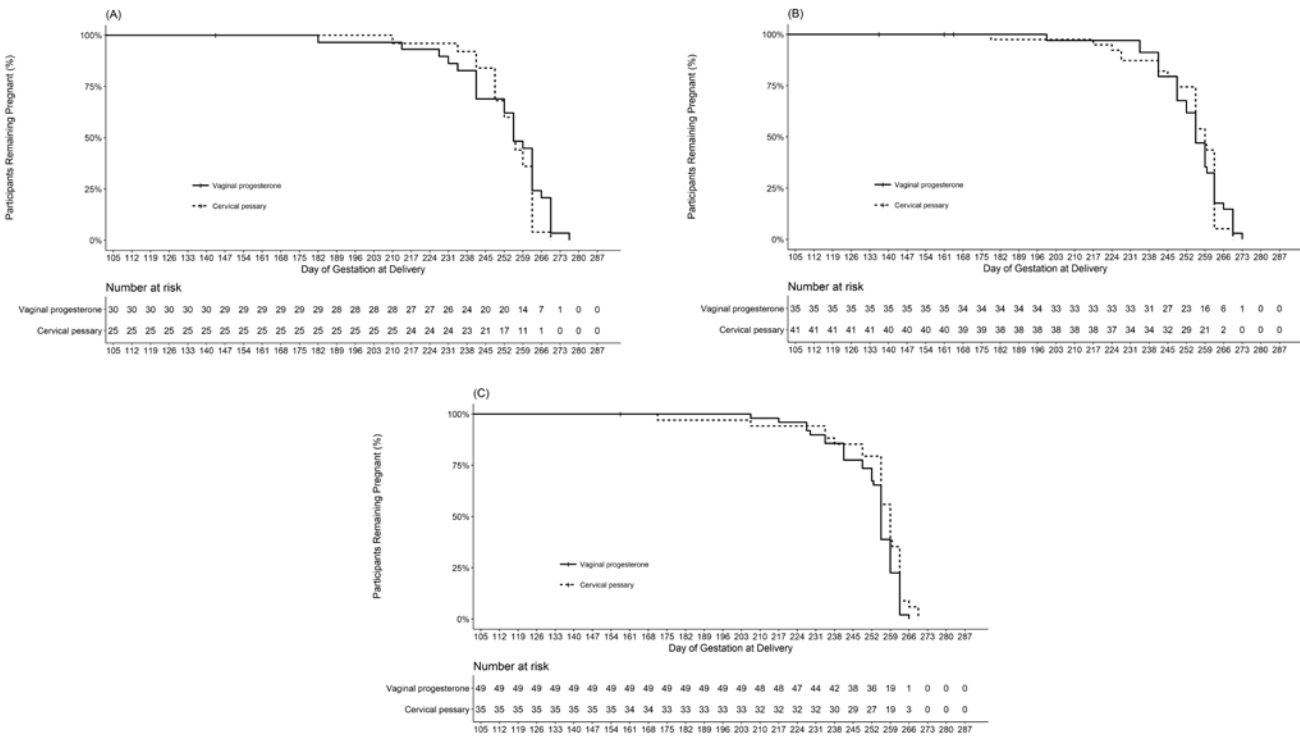 (A)
Participants Remaining Pregnant (%)
100%
75%
50%
25%
0%
Vaginal progesterone
Cervical pessary
105 112 119 126 133 140 147 154 161 168 175 182 189 196 203 210 217 224 231 238 245 252 259 266 273 280 287
Day of Gestation at Delivery
Number at risk
Vaginal progesterone 30 30 30 30 30 30 29 29 29 29 29 29 28 28 28 28 27 27 26 24 20 20 14 7 1 0 0
Cervical pessary 25 25 25 25 25 25 25 25 25 25 25 25 25 25 25 25 24 24 24 23 21 17 11 1 0 0 0
105 112 119 126 133 140 147 154 161 168 175 182 189 196 203 210 217 224 231 238 245 252 259 266 273 280 287
(B)
Participants Remaining Pregnant (%)
100%
75%
50%
25%
0%
Vaginal progesterone
Cervical pessary
105 112 119 126 133 140 147 154 161 168 175 182 189 196 203 210 217 224 231 238 245 252 259 266 273 280 287
Day of Gestation at Delivery
Number at risk
Vaginal progesterone 35 35 35 35 35 35 35 35 35 34 34 34 34 34 33 33 33 33 33 31 27 23 16 6 1 0 0
Cervical pessary 41 41 41 41 41 40 40 40 40 39 39 38 38 38 38 38 38 37 34 34 32 29 21 2 0 0 0
105 112 119 126 133 140 147 154 161 168 175 182 189 196 203 210 217 224 231 238 245 252 259 266 273 280 287
(C)
Participants Remaining Pregnant (%)
100%
75%
50%
25%
0%
Vaginal progesterone
Cervical pessary
105 112 119 126 133 140 147 154 161 168 175 182 189 196 203 210 217 224 231 238 245 252 259 266 273 280 287
Day of Gestation at Delivery
Number at risk
Vaginal progesterone 49 49 49 49 49 49 49 49 49 49 49 49 49 49 49 48 48 47 44 42 38 36 19 1 0 0 0
Cervical pessary 35 35 35 35 35 35 35 35 34 34 33 33 33 33 33 32 32 32 32 30 29 27 19 3 0 0 0
105 112 119 126 133 140 147 154 161 168 175 182 189 196 203 210 217 224 231 238 245 252 259 266 273 280 287